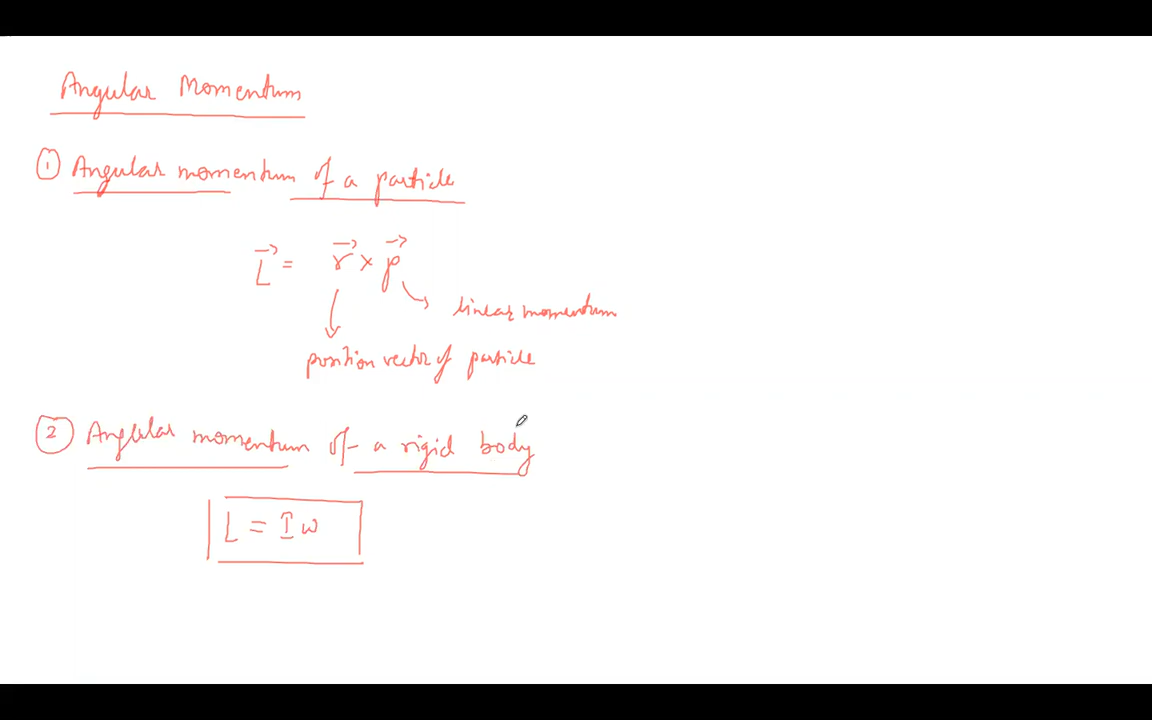 Angular Momentum
① Angular momentum of a particle
L⃗ = r⃗ × p⃗
linear momentum
position vector of particle
② Angular momentum of a rigid body
L = I ω